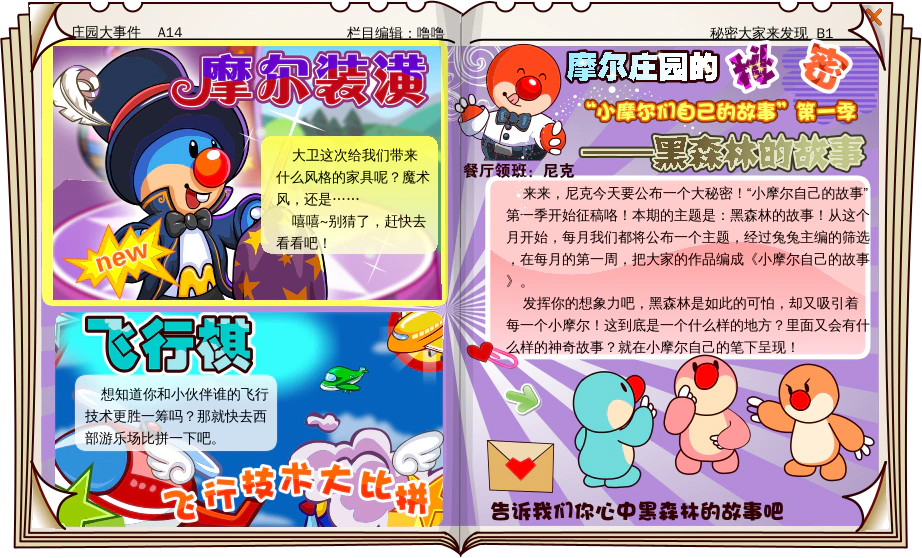 庄园大事件 A14
栏目编辑：噜噜
摩尔装潢
大卫这次给我们带来
什么风格的家具呢？魔术
风，还是……
嘻嘻~别猜了，赶快去
看看吧！
new
飞行棋
想知道你和小伙伴谁的飞行
技术更胜一筹吗？那就快去西
部游乐场比拼一下吧。
飞行技术大比拼
秘密大家来发现 B1
摩尔庄园的秘密
“小摩尔们自己的故事”第一季
——黑森林的故事
餐厅领班：尼克
来来，尼克今天要公布一个大秘密！“小摩尔自己的故事”
第一季开始征稿咯！本期的主题是：黑森林的故事！从这个
月开始，每月我们都将公布一个主题，经过兔兔主编的筛选
，在每月的第一周，把大家的作品编成《小摩尔自己的故事
》。
发挥你的想象力吧，黑森林是如此的可怕，却又吸引着
每一个小摩尔！这到底是一个什么样的地方？里面又会有什
么样的神奇故事？就在小摩尔自己的笔下呈现！
告诉我们你心中黑森林的故事吧